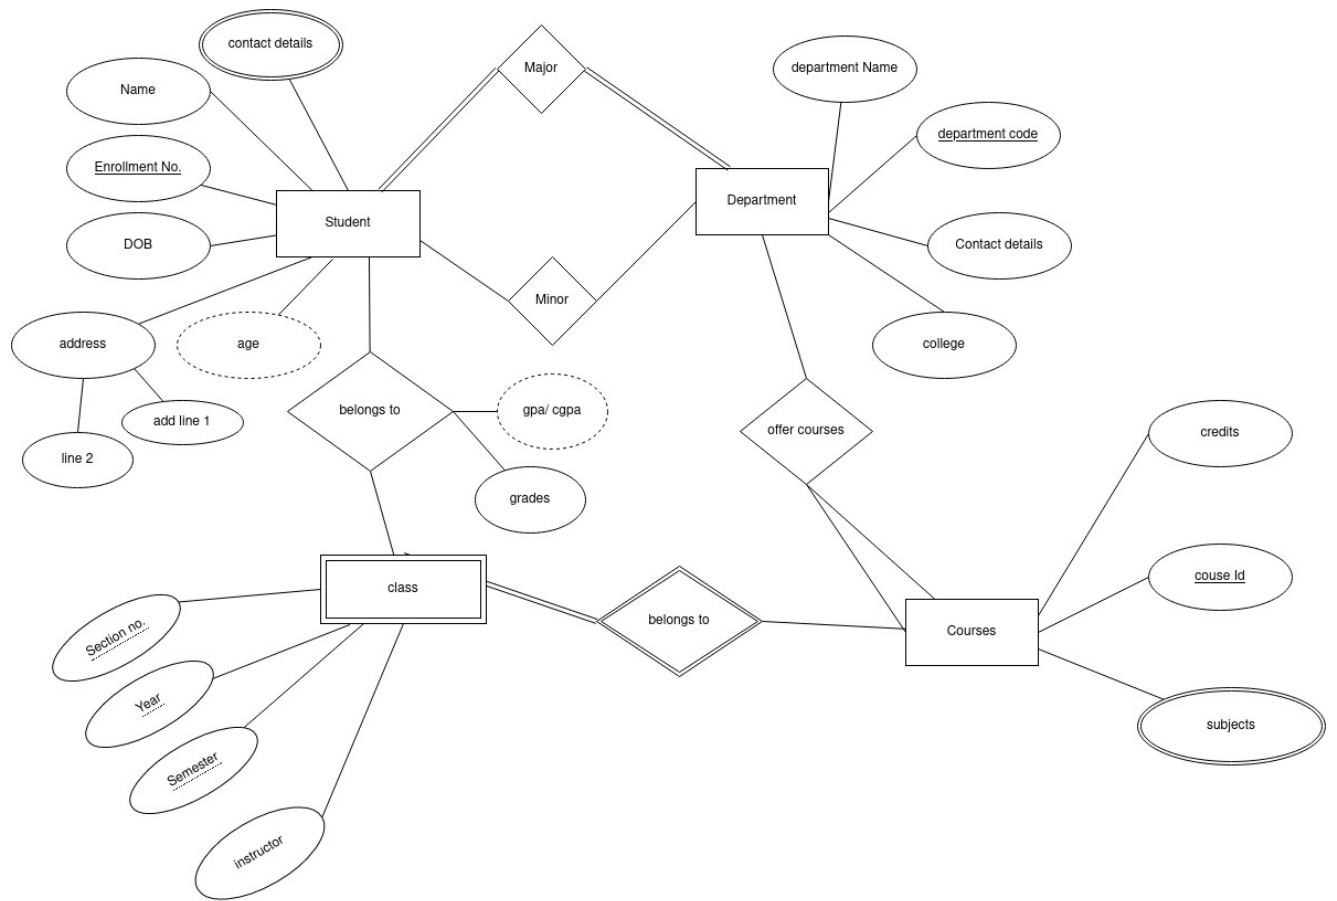 contact details
Major
department Name
Name
department code
Enrollment No.
Department
Student
DOB
Contact details
Minor
address
age
college
belongs to
gpa/ cgpa
add line 1
offer courses
credits
line 2
grades
couse Id
class
belongs to
Courses
Section no.
Year
subjects
Semester
instructor